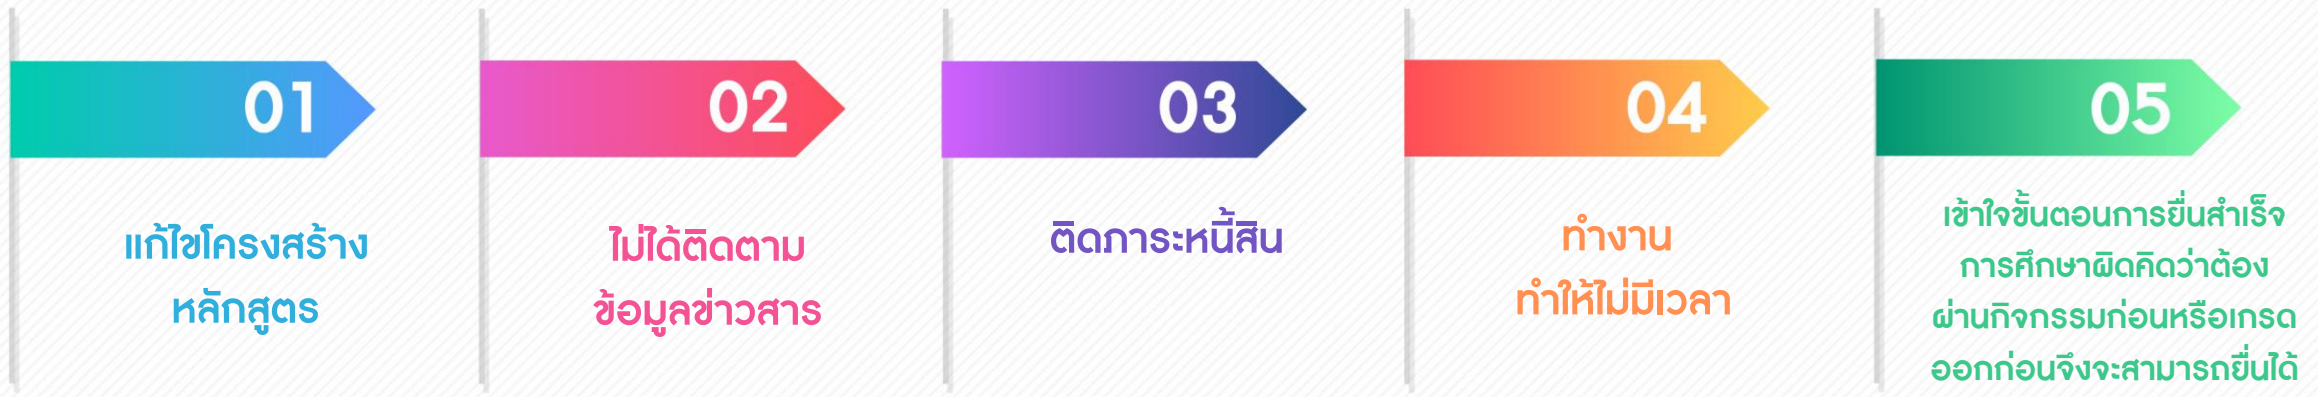 01
แก้ไขโครงสร้าง
หลักสูตร
02
ไม่ได้ติดตาม
ข้อมูลข่าวสาร
03
ติดภาระหนี้สิน
04
ทำงาน
ทำให้ไม่มีเวลา
05
เข้าใจขั้นตอนการยื่นสำเร็จ
การศึกษาผิดคิดว่าต้อง
ผ่านกิจกรรมก่อนหรือเกรด
ออกก่อนจึงจะสามารถยื่นได้